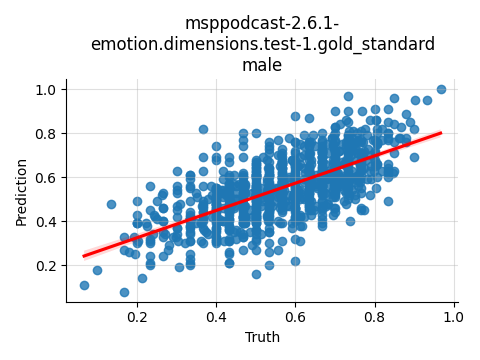 msppodcast-2.6.1-
emotion.dimensions.test-1.gold_standard
male
1.0
0.8
0.6
0.4
0.2
Prediction
0.2 0.4 0.6 0.8 1.0
Truth